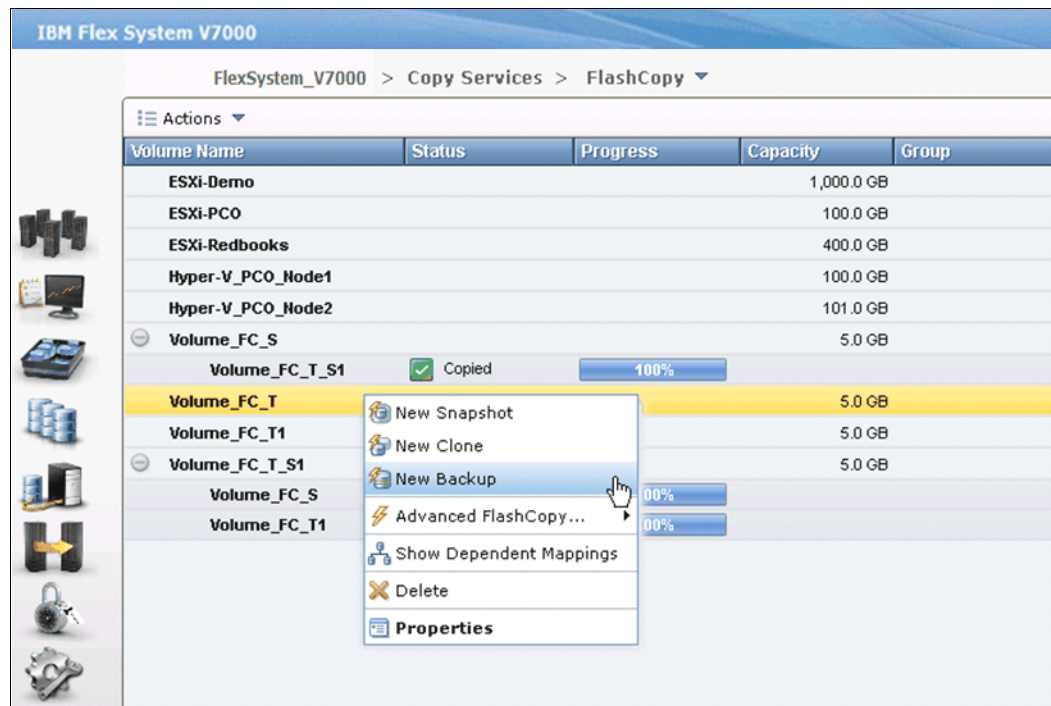 IBM Flex System V7000
FlexSystem_V7000 > Copy Services > FlashCopy
Actions
Volume Name Status Progress Capacity Group
ESXi-Demo 1,000.0 GB
ESXi-PCO 100.0 GB
ESXi-Redbooks 400.0 GB
Hyper-V_PCO_Node1 100.0 GB
Hyper-V_PCO_Node2 101.0 GB
Volume_FC_S 5.0 GB
Volume_FC_T_S1 Copied 100%
Volume_FC_T 5.0 GB
Volume_FC_T1 5.0 GB
Volume_FC_T_S1 5.0 GB
Volume_FC_S 00%
Volume_FC_T1 00%
New Snapshot
New Clone
New Backup
Advanced FlashCopy...
Show Dependent Mappings
Delete
Properties